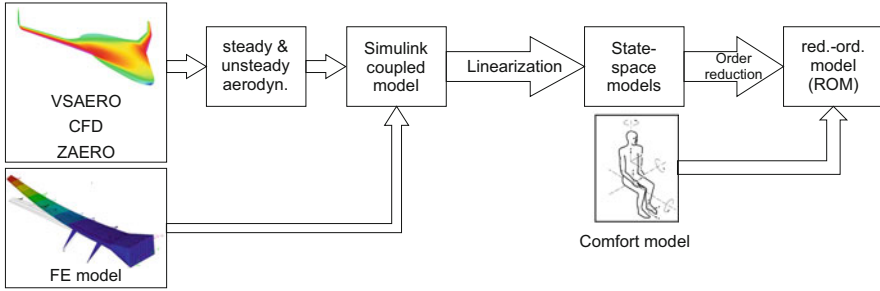 VSAERO
CFD
ZAERO
steady &
unsteady
aerodyn.
Simulink
coupled
model
Linearization
State-
space
models
Order
reduction
red.-ord.
model
(ROM)
FE model
Comfort model